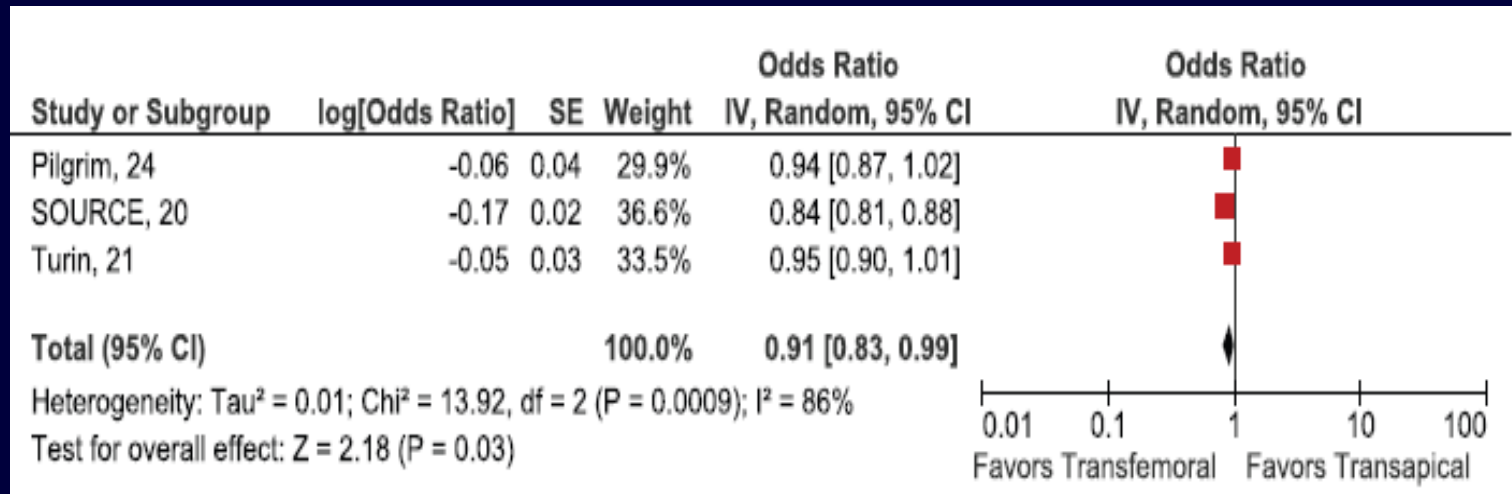 Odds Ratio Odds Ratio
Study or Subgroup log[Odds Ratio] SE Weight IV, Random, 95% CI IV, Random, 95% CI
Pilgrim, 24 -0.06 0.04 29.9% 0.94 [0.87, 1.02]
SOURCE, 20 -0.17 0.02 36.6% 0.84 [0.81, 0.88]
Turin, 21 -0.05 0.03 33.5% 0.95 [0.90, 1.01]
Total (95% CI) 100.0% 0.91 [0.83, 0.99]
Heterogeneity: Tau² = 0.01; Chi² = 13.92, df = 2 (P = 0.0009); I² = 86%
Test for overall effect: Z = 2.18 (P = 0.03)
0.01 0.1 1 10 100
Favors Transfemoral Favors Transapical